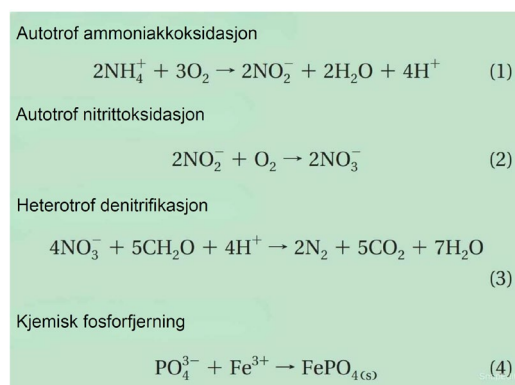 Autotrof ammoniakkoksidasjon
2NH₄⁺ + 3O₂ → 2NO₂⁻ + 2H₂O + 4H⁺ (1)
Autotrof nitrittoksidasjon
2NO₂⁻ + O₂ → 2NO₃⁻ (2)
Heterotrof denitrifikasjon
4NO₃⁻ + 5CH₂O + 4H⁺ → 2N₂ + 5CO₂ + 7H₂O
(3)
Kjemisk fosforfjerning
PO₄³⁻ + Fe³⁺ → FePO₄₍ₛ₎ (4)